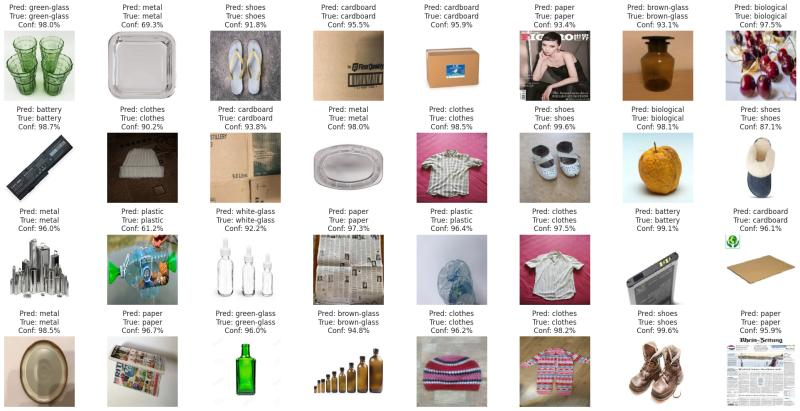 Pred: green-glass
True: green-glass
Conf: 98.0%
Pred: metal
True: metal
Conf: 69.3%
Pred: shoes
True: shoes
Conf: 91.8%
Pred: cardboard
True: cardboard
Conf: 95.5%
Pred: cardboard
True: cardboard
Conf: 95.9%
Pred: paper
True: paper
Conf: 93.4%
Pred: brown-glass
True: brown-glass
Conf: 93.1%
Pred: biological
True: biological
Conf: 97.5%
Pred: battery
True: battery
Conf: 98.7%
Pred: clothes
True: clothes
Conf: 90.2%
Pred: cardboard
True: cardboard
Conf: 93.8%
Pred: metal
True: metal
Conf: 98.0%
Pred: clothes
True: clothes
Conf: 98.5%
Pred: shoes
True: shoes
Conf: 99.6%
Pred: biological
True: biological
Conf: 98.1%
Pred: shoes
True: shoes
Conf: 87.1%
Pred: metal
True: metal
Conf: 96.0%
Pred: plastic
True: plastic
Conf: 61.2%
Pred: white-glass
True: white-glass
Conf: 92.2%
Pred: paper
True: paper
Conf: 97.3%
Pred: plastic
True: plastic
Conf: 96.4%
Pred: clothes
True: clothes
Conf: 97.5%
Pred: battery
True: battery
Conf: 99.1%
Pred: cardboard
True: cardboard
Conf: 96.1%
Pred: metal
True: metal
Conf: 98.5%
Pred: paper
True: paper
Conf: 96.7%
Pred: green-glass
True: green-glass
Conf: 96.0%
Pred: brown-glass
True: brown-glass
Conf: 94.8%
Pred: clothes
True: clothes
Conf: 96.2%
Pred: clothes
True: clothes
Conf: 98.2%
Pred: shoes
True: shoes
Conf: 99.6%
Pred: paper
True: paper
Conf: 95.9%
Rhein-Zeitung